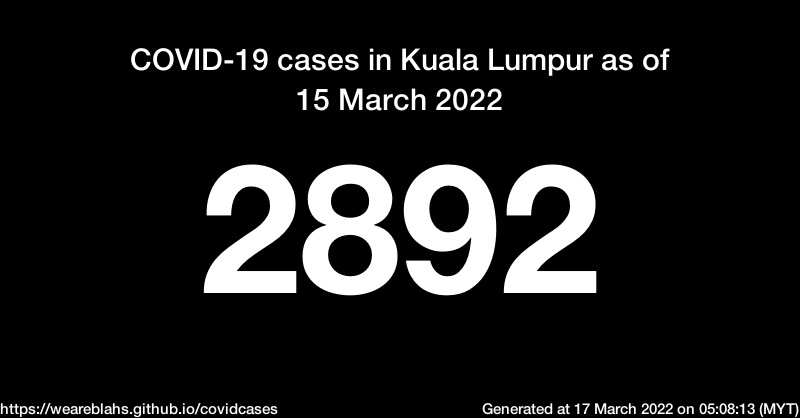 COVID-19 cases in Kuala Lumpur as of
15 March 2022
2892
https://weareblahs.github.io/covidcases
Generated at 17 March 2022 on 05:08:13 (MYT)